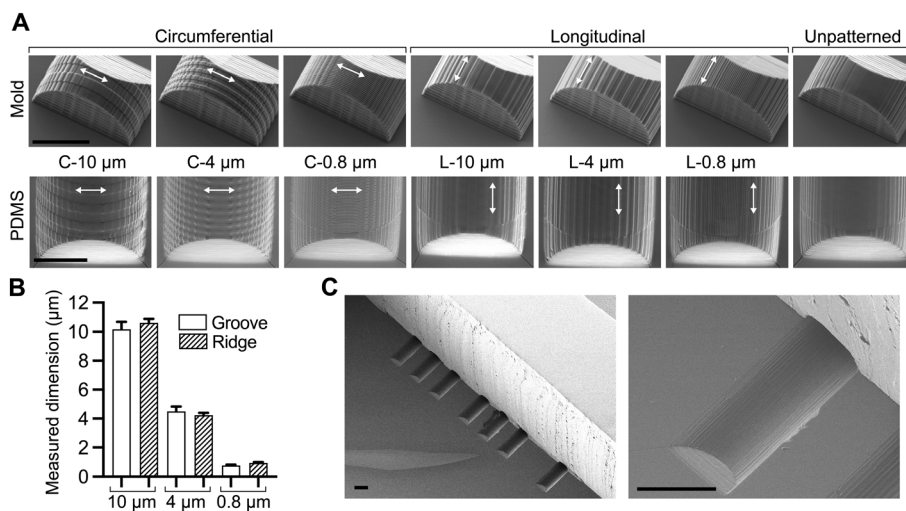 A
Circumferential
Longitudinal
Unpatterned
Mold
C-10 μm
C-4 μm
C-0.8 μm
L-10 μm
L-4 μm
L-0.8 μm
PDMS
B
Measured dimension (μm)
12
10
8
6
4
2
0
Groove
Ridge
10 μm
4 μm
0.8 μm
C